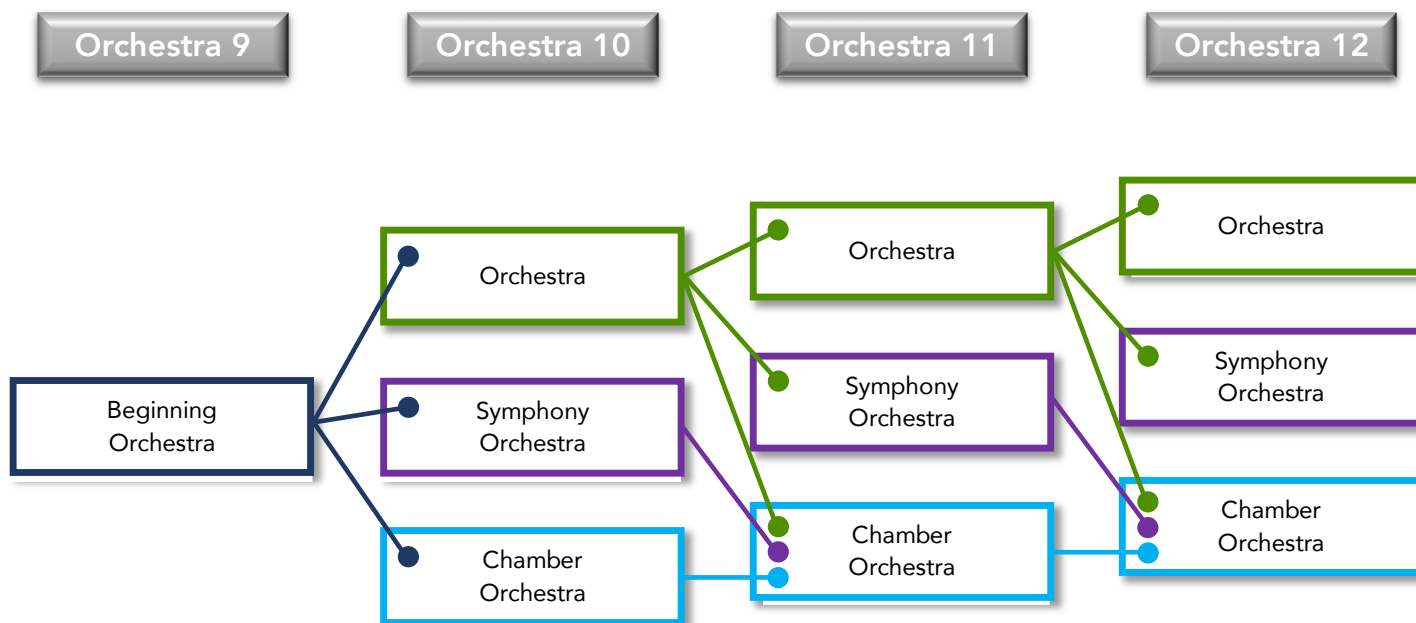 Orchestra 9
Orchestra 10
Orchestra 11
Orchestra 12
Beginning
Orchestra
Orchestra
Symphony
Orchestra
Chamber
Orchestra
Orchestra
Symphony
Orchestra
Chamber
Orchestra
Orchestra
Symphony
Orchestra
Chamber
Orchestra